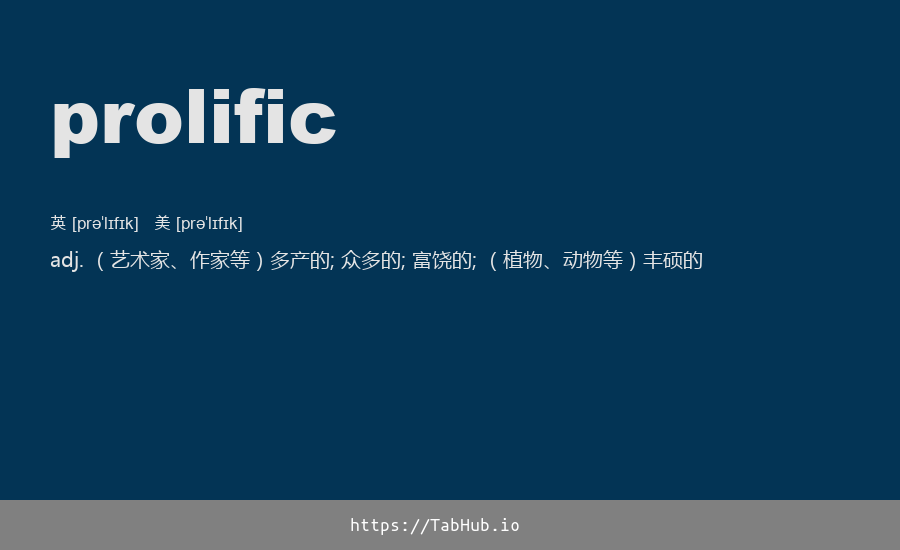 prolific
英 [prəˈlɪfɪk] 美 [prəˈlɪfɪk]
adj. （艺术家、作家等）多产的; 众多的; 富饶的; （植物、动物等）丰硕的
https://TabHub.io